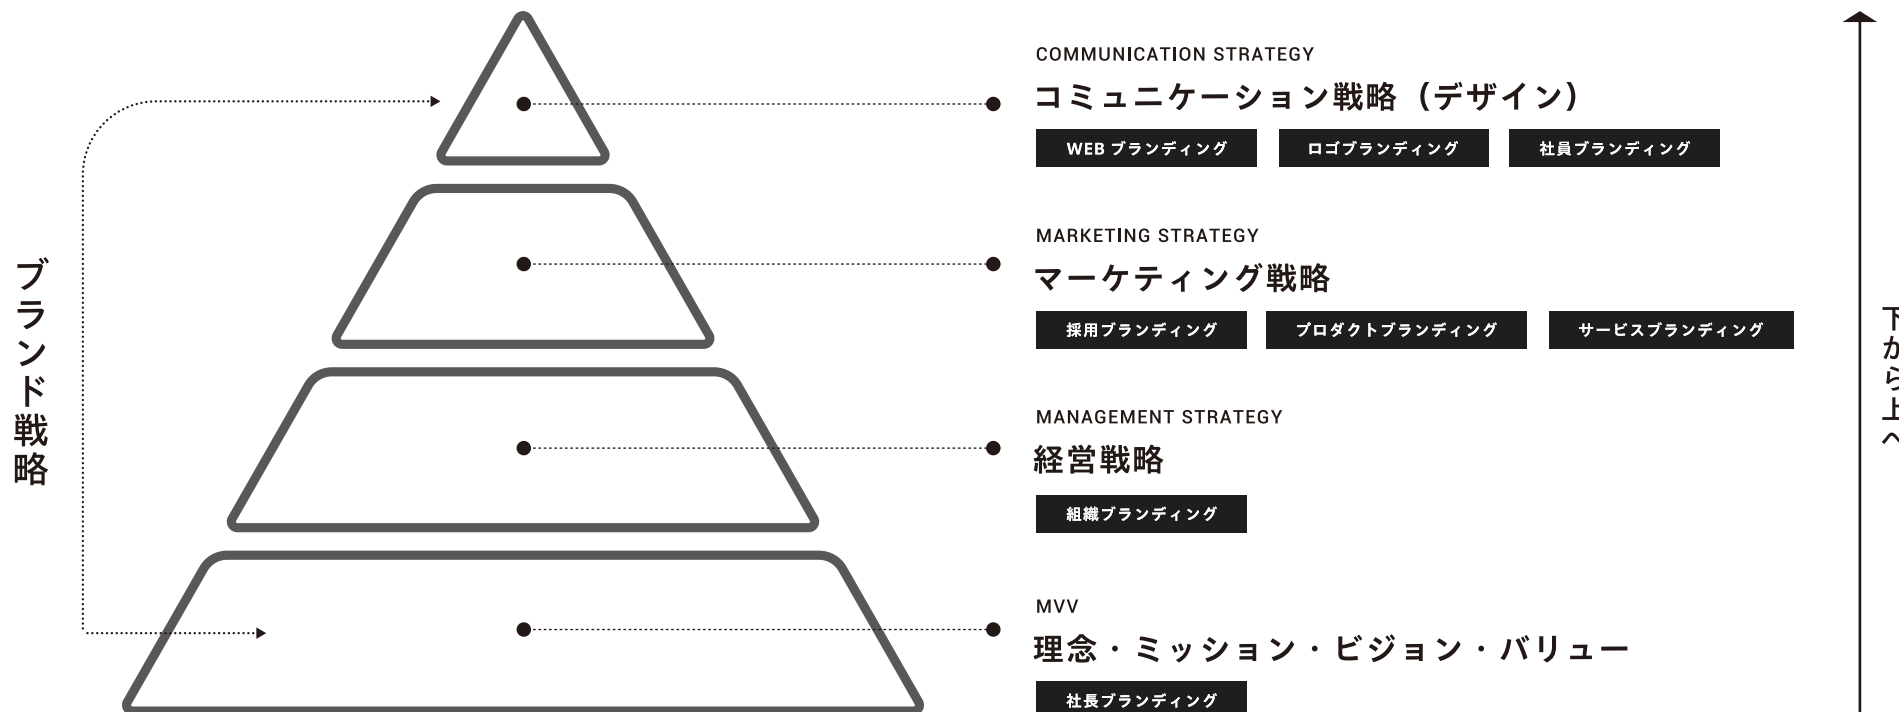 ブランド戦略
COMMUNICATION STRATEGY
コミュニケーション戦略（デザイン）
WEB ブランディング
ロゴブランディング
社員ブランディング
MARKETING STRATEGY
マーケティング戦略
採用ブランディング
プロダクトブランディング
サービスブランディング
MANAGEMENT STRATEGY
経営戦略
組織ブランディング
MVV
理念・ミッション・ビジョン・バリュー
社長ブランディング
下から上へ